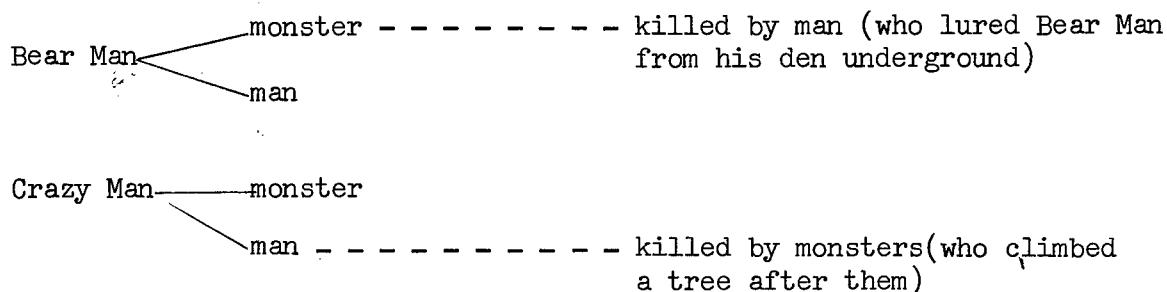 monster - - - - - - - - killed by man (who lured Bear Man
Bear Man from his den underground)
man
Crazy Man monster
man - - - - - - - - - killed by monsters(who climbed
a tree after them)